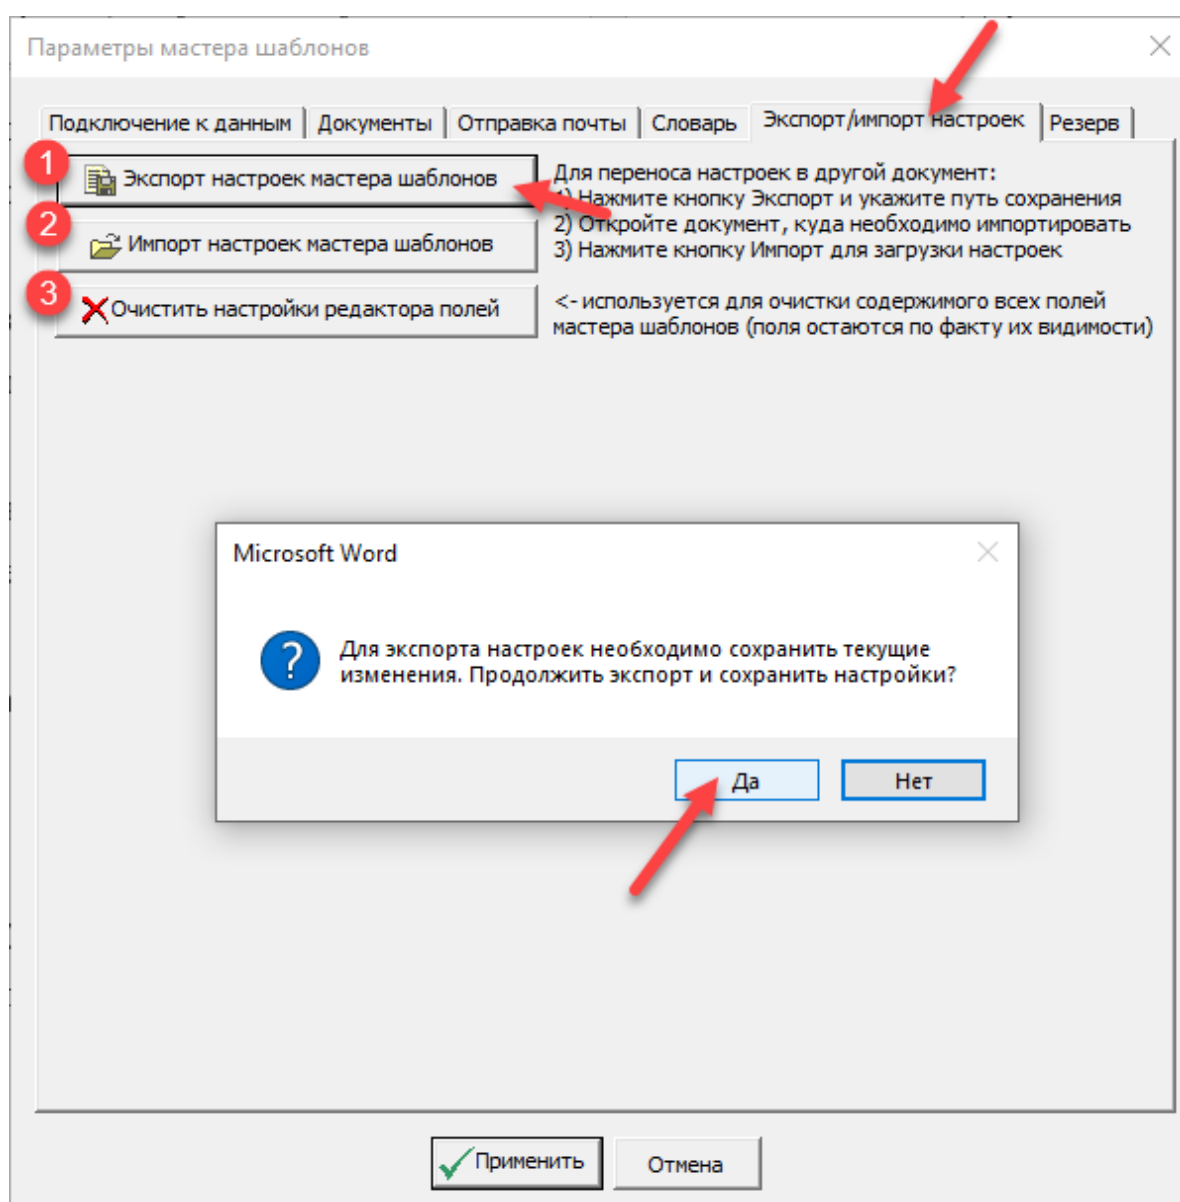 Параметры мастера шаблонов
Подключение к данным
Документы
Отправка почты
Словарь
Экспорт/импорт настроек
Резерв
1
Экспорт настроек мастера шаблонов
Для переноса настроек в другой документ:
1) Нажмите кнопку Экспорт и укажите путь сохранения
2
Импорт настроек мастера шаблонов
2) Откройте документ, куда необходимо импортировать
3) Нажмите кнопку Импорт для загрузки настроек
3
Очистить настройки редактора полей
<- используется для очистки содержимого всех полей
мастера шаблонов (поля остаются по факту их видимости)
Microsoft Word
?
Для экспорта настроек необходимо сохранить текущие
изменения. Продолжить экспорт и сохранить настройки?
Да
Нет
Применить
Отмена